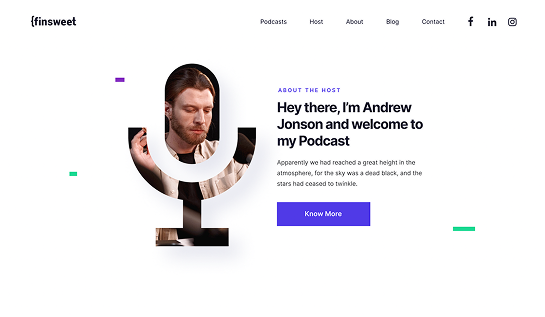 {finsweet
Podcasts Host About Blog Contact
ABOUT THE HOST
Hey there, I'm Andrew
Jonson and welcome to
my Podcast
Apparently we had reached a great height in the
atmosphere, for the sky was a dead black, and the
stars had ceased to twinkle.
Know More